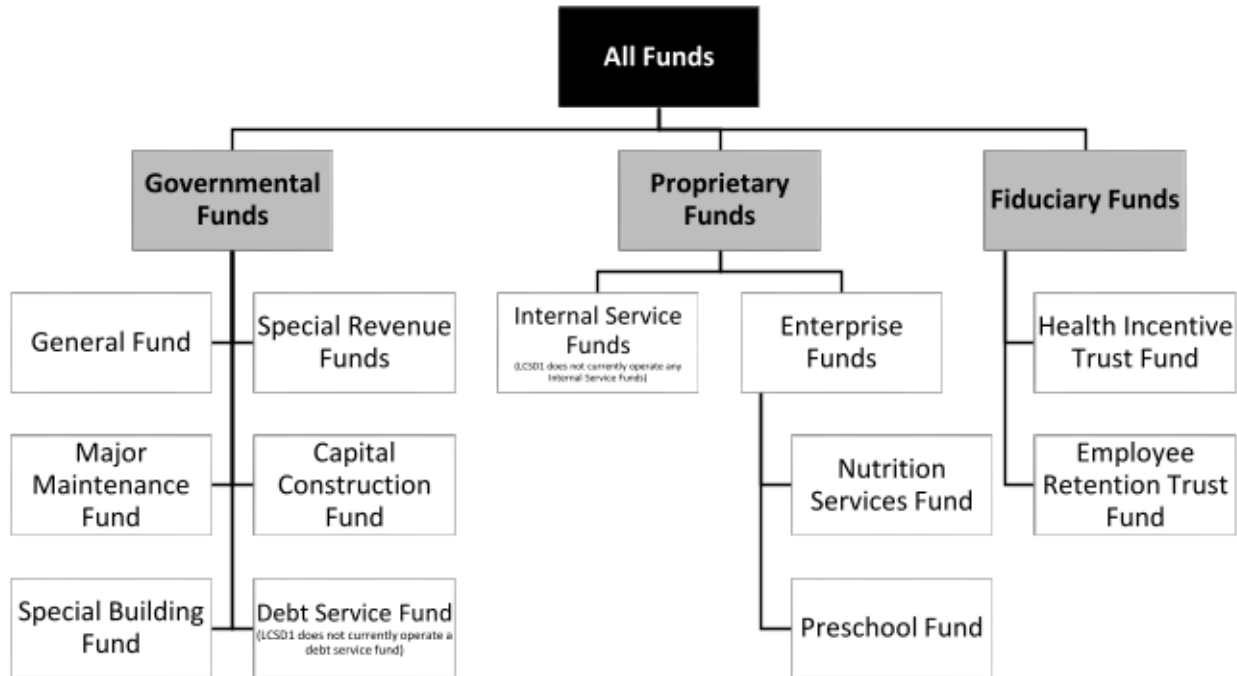 All Funds
Governmental
Funds
Proprietary
Funds
Fiduciary Funds
General Fund
Special Revenue
Funds
Internal Service
Funds
(LCSD1 does not currently operate any
Internal Service Funds)
Enterprise
Funds
Health Incentive
Trust Fund
Major
Maintenance
Fund
Capital
Construction
Fund
Nutrition
Services Fund
Employee
Retention Trust
Fund
Special Building
Fund
Debt Service Fund
(LCSD1 does not currently operate a
debt service fund)
Preschool Fund